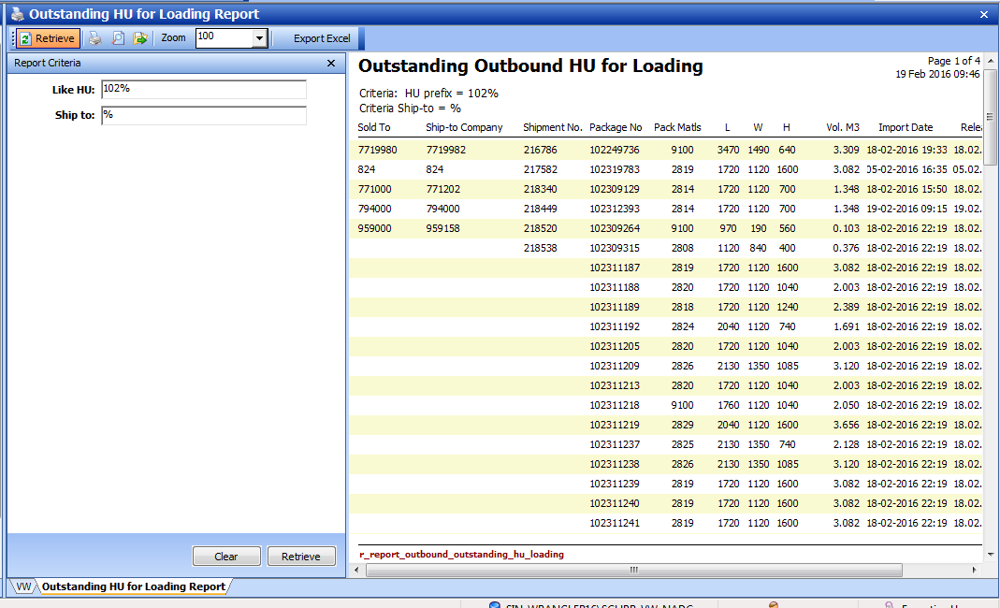 Outstanding HU for Loading Report
Retrieve Zoom 100 Export Excel
Report Criteria
Like HU: 102%
Ship to: %
Clear Retrieve
Outstanding Outbound HU for Loading
Page 1 of 4
19 Feb 2016 09:46
Criteria: HU prefix = 102%
Criteria Ship-to = %
Sold To Ship-to Company Shipment No. Package No Pack Matls L W H Vol. M3 Import Date Relea
7719980 7719982 216786 102249736 9100 3470 1490 640 3.309 18-02-2016 19:33 18.02.
824 824 217582 102319783 2819 1720 1120 1600 3.082 05-02-2016 16:35 05.02.
771000 771202 218340 102309129 2814 1720 1120 700 1.348 18-02-2016 15:50 18.02.
794000 794000 218449 102312393 2814 1720 1120 700 1.348 19-02-2016 09:15 19.02.
959000 959158 218520 102309264 9100 970 190 560 0.103 18-02-2016 22:19 18.02.
218538 102309315 2808 1120 840 400 0.376 18-02-2016 22:19 18.02.
102311187 2819 1720 1120 1600 3.082 18-02-2016 22:19 18.02.
102311188 2820 1720 1120 1040 2.003 18-02-2016 22:19 18.02.
102311189 2818 1720 1120 1240 2.389 18-02-2016 22:19 18.02.
102311192 2824 2040 1120 740 1.691 18-02-2016 22:19 18.02.
102311205 2820 1720 1120 1040 2.003 18-02-2016 22:19 18.02.
102311209 2826 2130 1350 1085 3.120 18-02-2016 22:19 18.02.
102311213 2820 1720 1120 1040 2.003 18-02-2016 22:19 18.02.
102311218 9100 1760 1120 1040 2.050 18-02-2016 22:19 18.02.
102311219 2829 2040 1120 1600 3.656 18-02-2016 22:19 18.02.
102311237 2825 2130 1350 740 2.128 18-02-2016 22:19 18.02.
102311238 2826 2130 1350 1085 3.120 18-02-2016 22:19 18.02.
102311239 2819 1720 1120 1600 3.082 18-02-2016 22:19 18.02.
102311240 2819 1720 1120 1600 3.082 18-02-2016 22:19 18.02.
102311241 2819 1720 1120 1600 3.082 18-02-2016 22:19 18.02.
r_report_outbound_outstanding_hu_loading
VW Outstanding HU for Loading Report